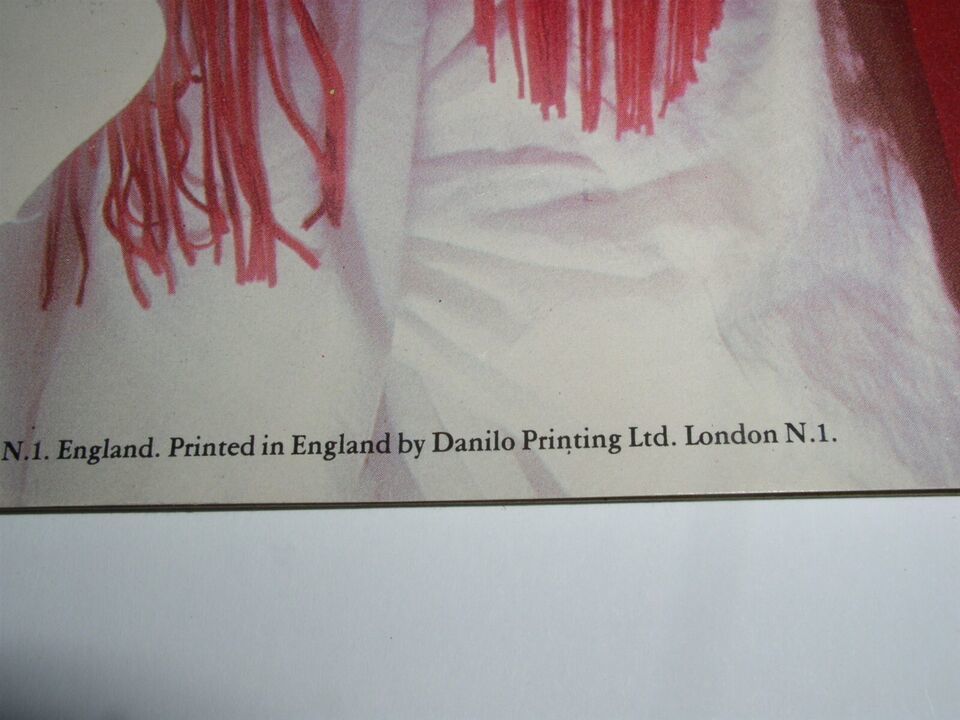 N.1. England. Printed in England by Danilo Printing Ltd. London N.1.